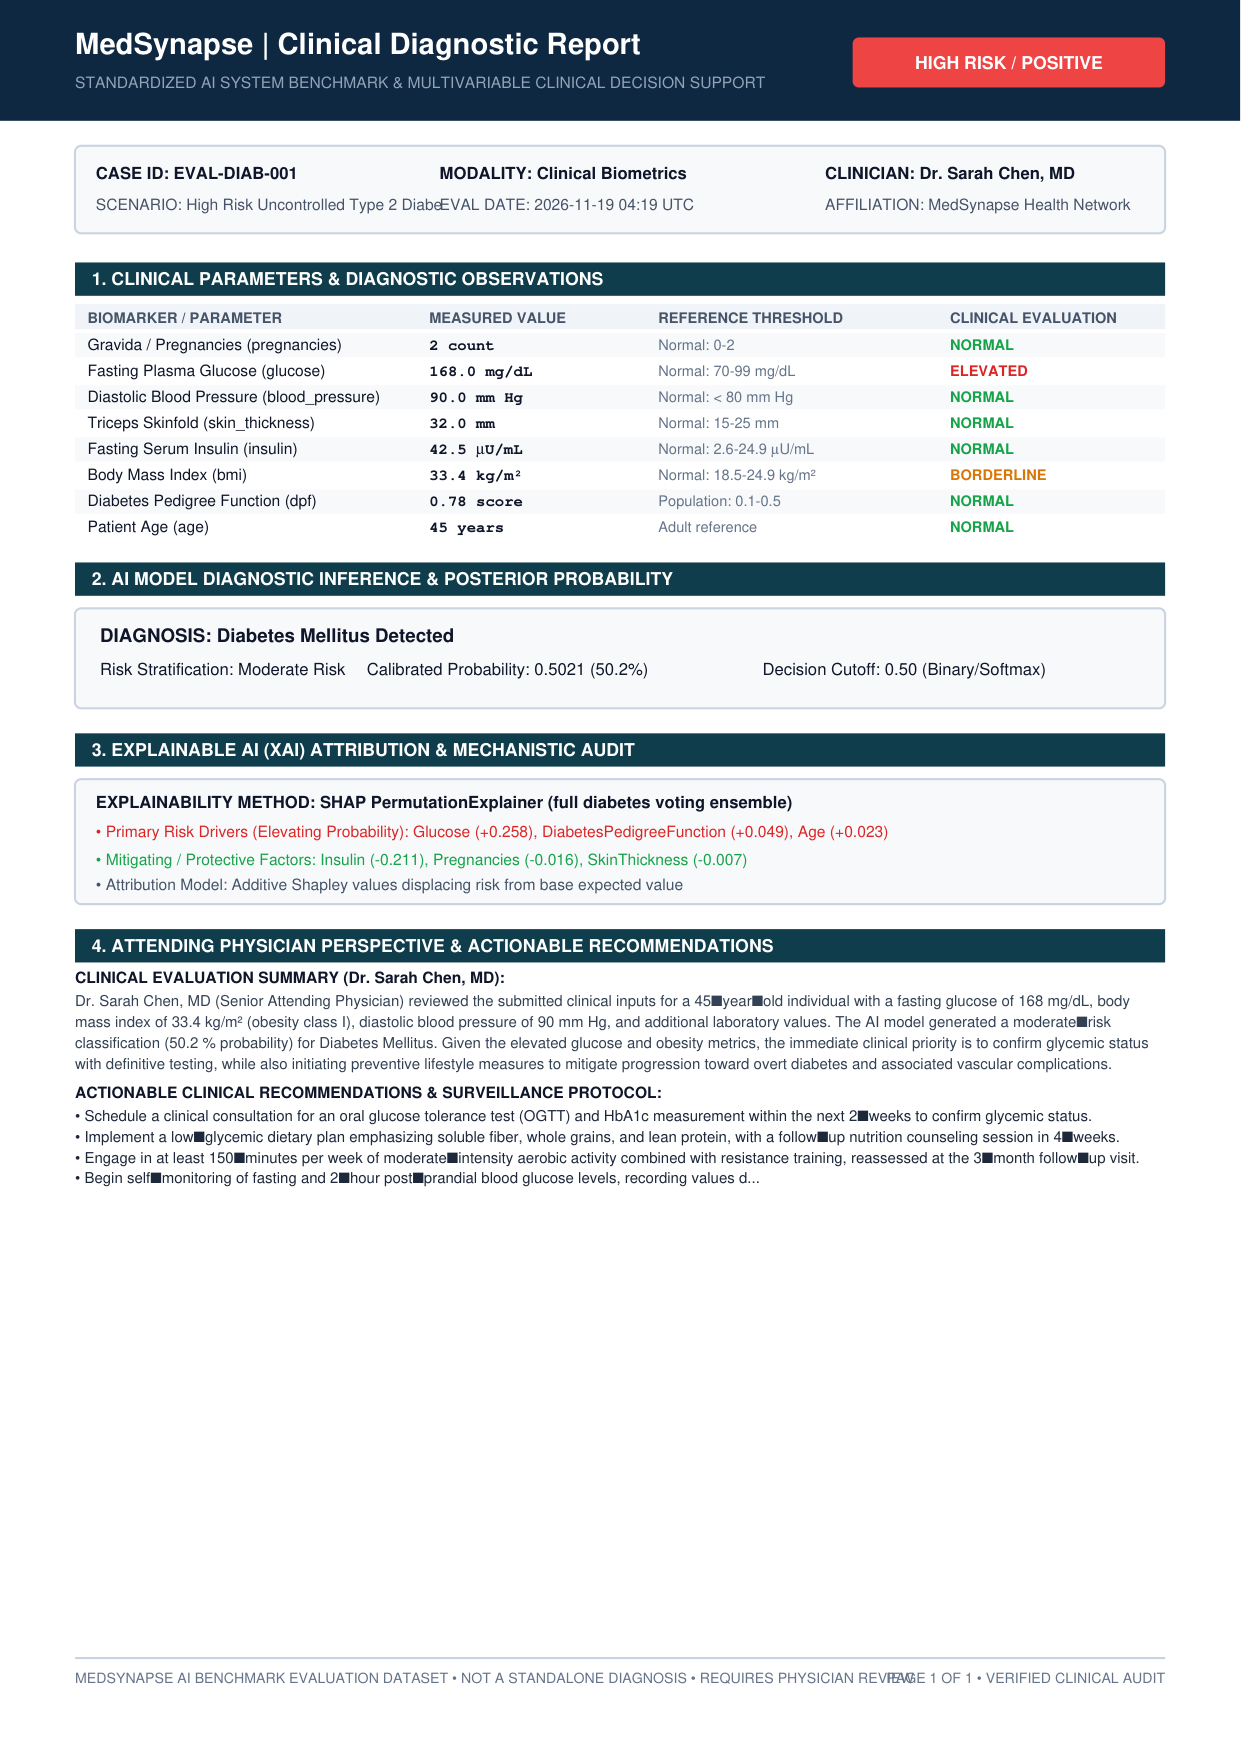 MedSynapse | Clinical Diagnostic Report
STANDARDIZED AI SYSTEM BENCHMARK & MULTIVARIABLE CLINICAL DECISION SUPPORT
HIGH RISK / POSITIVE
CASE ID: EVAL-DIAB-001 MODALITY: Clinical Biometrics CLINICIAN: Dr. Sarah Chen, MD
SCENARIO: High Risk Uncontrolled Type 2 Diabe EVAL DATE: 2026-11-19 04:19 UTC AFFILIATION: MedSynapse Health Network
1. CLINICAL PARAMETERS & DIAGNOSTIC OBSERVATIONS
BIOMARKER / PARAMETER MEASURED VALUE REFERENCE THRESHOLD CLINICAL EVALUATION
Gravida / Pregnancies (pregnancies) 2 count Normal: 0-2 NORMAL
Fasting Plasma Glucose (glucose) 168.0 mg/dL Normal: 70-99 mg/dL ELEVATED
Diastolic Blood Pressure (blood_pressure) 90.0 mm Hg Normal: < 80 mm Hg NORMAL
Triceps Skinfold (skin_thickness) 32.0 mm Normal: 15-25 mm NORMAL
Fasting Serum Insulin (insulin) 42.5 µU/mL Normal: 2.6-24.9 µU/mL NORMAL
Body Mass Index (bmi) 33.4 kg/m² Normal: 18.5-24.9 kg/m² BORDERLINE
Diabetes Pedigree Function (dpf) 0.78 score Population: 0.1-0.5 NORMAL
Patient Age (age) 45 years Adult reference NORMAL
2. AI MODEL DIAGNOSTIC INFERENCE & POSTERIOR PROBABILITY
DIAGNOSIS: Diabetes Mellitus Detected
Risk Stratification: Moderate Risk Calibrated Probability: 0.5021 (50.2%) Decision Cutoff: 0.50 (Binary/Softmax)
3. EXPLAINABLE AI (XAI) ATTRIBUTION & MECHANISTIC AUDIT
EXPLAINABILITY METHOD: SHAP PermutationExplainer (full diabetes voting ensemble)
• Primary Risk Drivers (Elevating Probability): Glucose (+0.258), DiabetesPedigreeFunction (+0.049), Age (+0.023)
• Mitigating / Protective Factors: Insulin (-0.211), Pregnancies (-0.016), SkinThickness (-0.007)
• Attribution Model: Additive Shapley values displacing risk from base expected value
4. ATTENDING PHYSICIAN PERSPECTIVE & ACTIONABLE RECOMMENDATIONS
CLINICAL EVALUATION SUMMARY (Dr. Sarah Chen, MD):
Dr. Sarah Chen, MD (Senior Attending Physician) reviewed the submitted clinical inputs for a 45■year■old individual with a fasting glucose of 168 mg/dL, body
mass index of 33.4 kg/m² (obesity class I), diastolic blood pressure of 90 mm Hg, and additional laboratory values. The AI model generated a moderate■risk
classification (50.2 % probability) for Diabetes Mellitus. Given the elevated glucose and obesity metrics, the immediate clinical priority is to confirm glycemic status
with definitive testing, while also initiating preventive lifestyle measures to mitigate progression toward overt diabetes and associated vascular complications.
ACTIONABLE CLINICAL RECOMMENDATIONS & SURVEILLANCE PROTOCOL:
• Schedule a clinical consultation for an oral glucose tolerance test (OGTT) and HbA1c measurement within the next 2■weeks to confirm glycemic status.
• Implement a low■glycemic dietary plan emphasizing soluble fiber, whole grains, and lean protein, with a follow■up nutrition counseling session in 4■weeks.
• Engage in at least 150■minutes per week of moderate■intensity aerobic activity combined with resistance training, reassessed at the 3■month follow■up visit.
• Begin self■monitoring of fasting and 2■hour post■prandial blood glucose levels, recording values d...
MEDSYNAPSE AI BENCHMARK EVALUATION DATASET • NOT A STANDALONE DIAGNOSIS • REQUIRES PHYSICIAN REVIEW PAGE 1 OF 1 • VERIFIED CLINICAL AUDIT